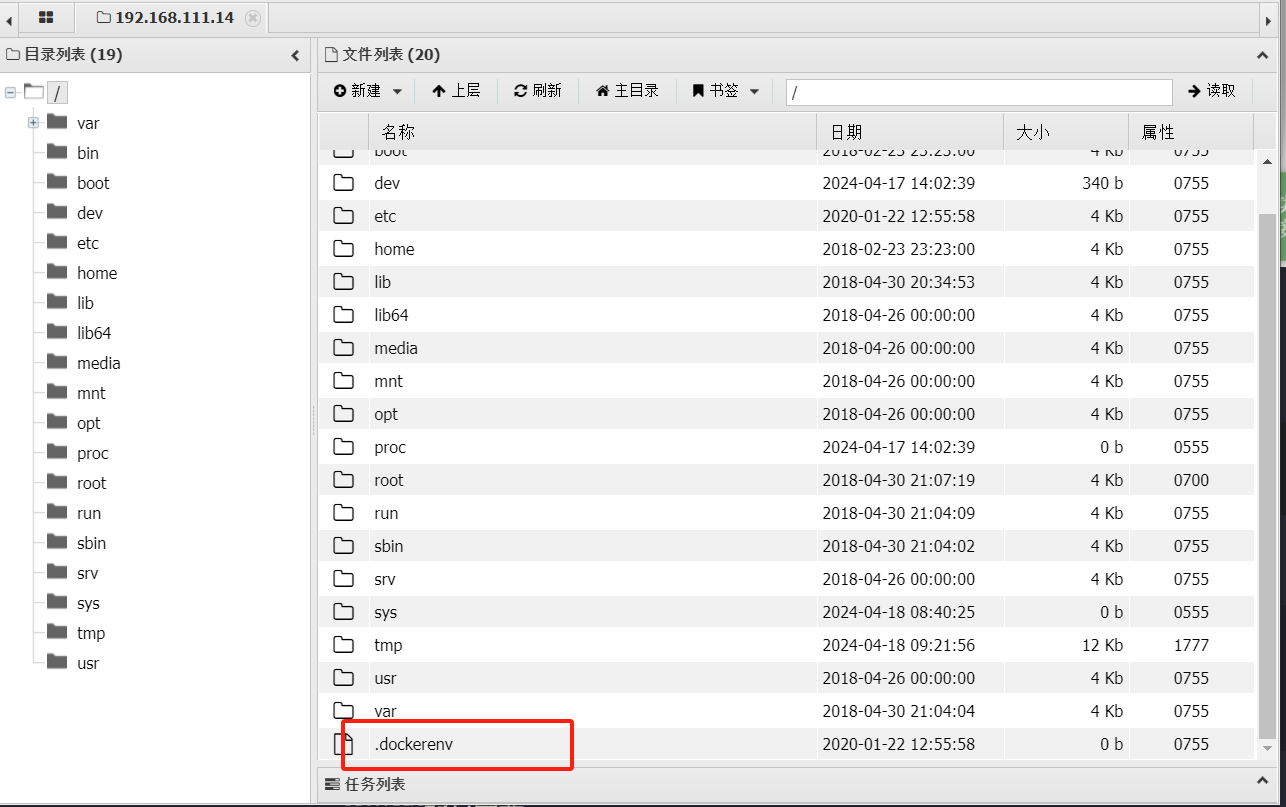 192.168.111.14
目录列表 (19)
文件列表 (20)
新建 上层 刷新 主目录 书签 / 读取
/
var
bin
boot
dev
etc
home
lib
lib64
media
mnt
opt
proc
root
run
sbin
srv
sys
tmp
usr
名称 日期 大小 属性
boot 2018-02-23 23:23:00 4 Kb 0755
dev 2024-04-17 14:02:39 340 b 0755
etc 2020-01-22 12:55:58 4 Kb 0755
home 2018-02-23 23:23:00 4 Kb 0755
lib 2018-04-30 20:34:53 4 Kb 0755
lib64 2018-04-26 00:00:00 4 Kb 0755
media 2018-04-26 00:00:00 4 Kb 0755
mnt 2018-04-26 00:00:00 4 Kb 0755
opt 2018-04-26 00:00:00 4 Kb 0755
proc 2024-04-17 14:02:39 0 b 0555
root 2018-04-30 21:07:19 4 Kb 0700
run 2018-04-30 21:04:09 4 Kb 0755
sbin 2018-04-30 21:04:02 4 Kb 0755
srv 2018-04-26 00:00:00 4 Kb 0755
sys 2024-04-18 08:40:25 0 b 0555
tmp 2024-04-18 09:21:56 12 Kb 1777
usr 2018-04-26 00:00:00 4 Kb 0755
var 2018-04-30 21:04:04 4 Kb 0755
.dockerenv 2020-01-22 12:55:58 0 b 0755
任务列表